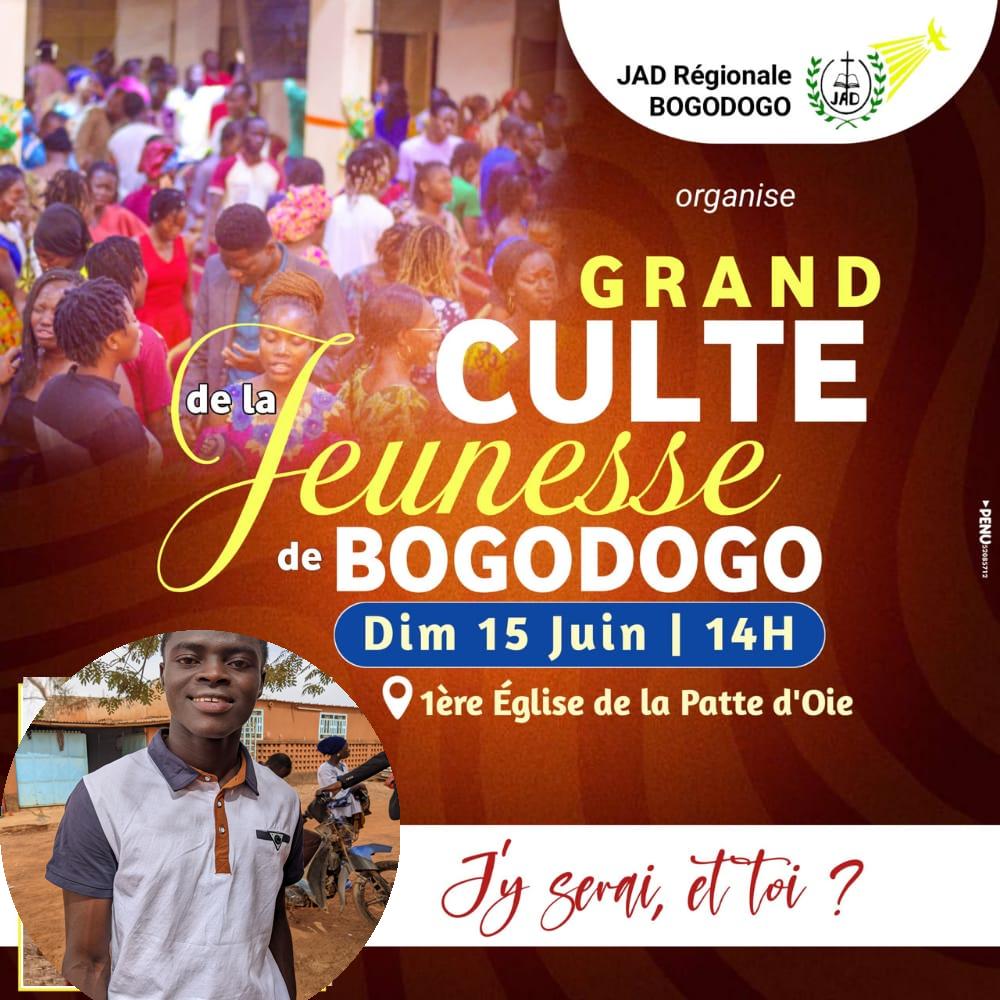 JAD Régionale
BOGODOGO
JAD
organise
GRAND
CULTE
de la
Jeunesse
de BOGODOGO
Dim 15 Juin | 14H
1ère Église de la Patte d'Oie
J'y serai, et toi ?
PENU